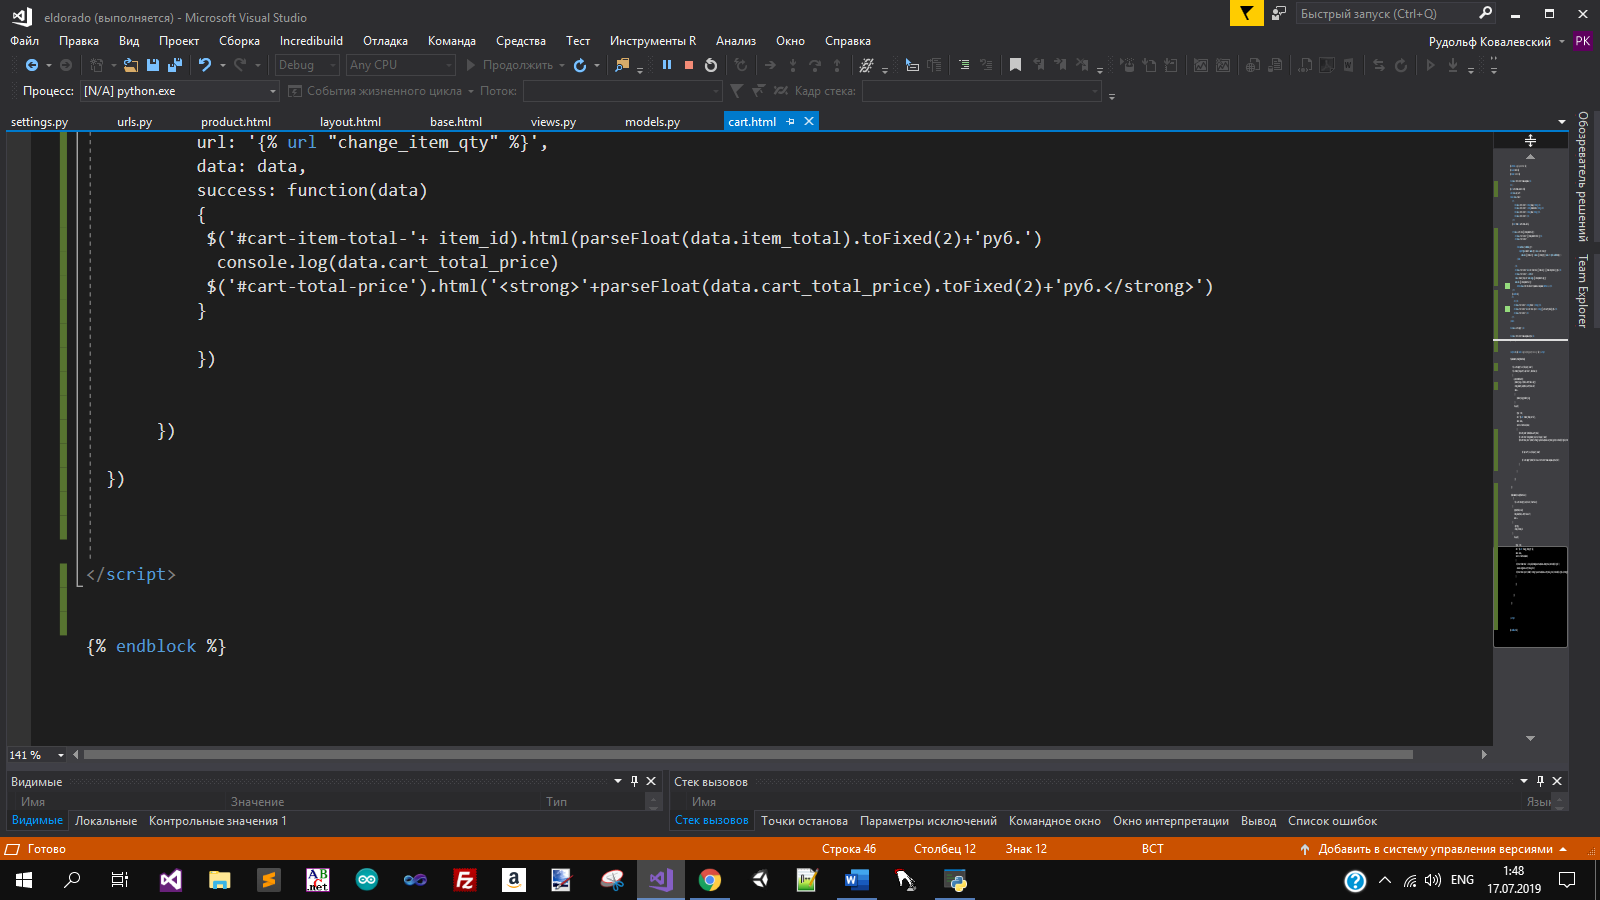 eldorado (выполняется) - Microsoft Visual Studio
Быстрый запуск (Ctrl+Q)
Файл Правка Вид Проект Сборка Incredibuild Отладка Команда Средства Тест Инструменты R Анализ Окно Справка
Рудольф Ковалевский РК
Debug Any CPU Продолжить
Процесс: [N/A] python.exe События жизненного цикла Поток: Кадр стека:
settings.py urls.py product.html layout.html base.html views.py models.py cart.html
url: '{% url "change_item_qty" %}',
data: data,
success: function(data)
{
$('#cart-item-total-'+ item_id).html(parseFloat(data.item_total).toFixed(2)+'руб.')
console.log(data.cart_total_price)
$('#cart-total-price').html('<strong>'+parseFloat(data.cart_total_price).toFixed(2)+'руб.</strong>')
}
})
})
})
</script>
{% endblock %}
Обозреватель решений
Team Explorer
141 %
Видимые
Имя Значение Тип
Видимые Локальные Контрольные значения 1
Стек вызовов
Имя Язык
Стек вызовов Точки останова Параметры исключений Командное окно Окно интерпретации Вывод Список ошибок
Готово Строка 46 Столбец 12 Знак 12 ВСТ Добавить в систему управления версиями
ABC .net
Fz
a
ENG
1:48
17.07.2019